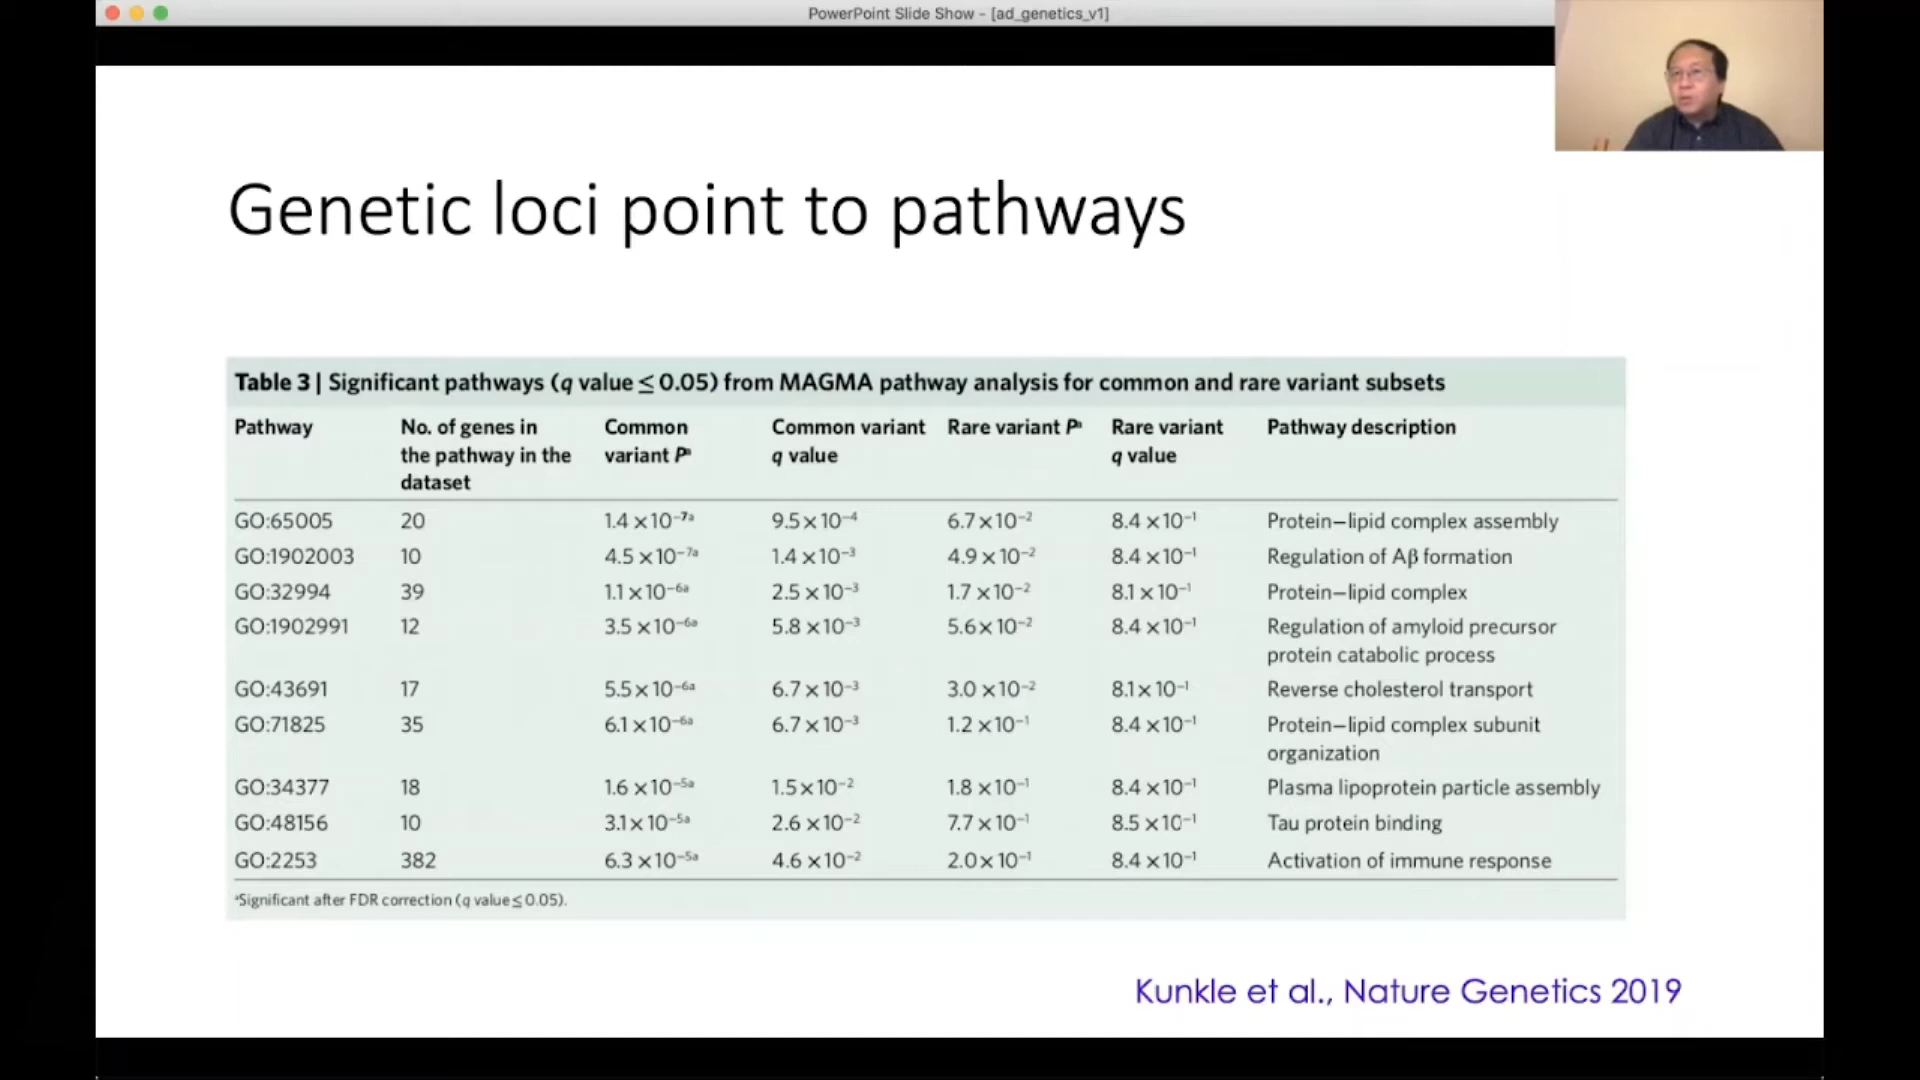 PowerPoint Slide Show - [ad_genetics_v1]
Genetic loci point to pathways
Table 3 | Significant pathways (q value ≤ 0.05) from MAGMA pathway analysis for common and rare variant subsets
Pathway No. of genes in the pathway in the dataset Common variant Pᵃ Common variant q value Rare variant Pᵃ Rare variant q value Pathway description
GO:65005 20 1.4 × 10⁻⁷ᵃ 9.5 × 10⁻⁴ 6.7 × 10⁻² 8.4 × 10⁻¹ Protein–lipid complex assembly
GO:1902003 10 4.5 × 10⁻⁷ᵃ 1.4 × 10⁻³ 4.9 × 10⁻² 8.4 × 10⁻¹ Regulation of Aβ formation
GO:32994 39 1.1 × 10⁻⁶ᵃ 2.5 × 10⁻³ 1.7 × 10⁻² 8.1 × 10⁻¹ Protein–lipid complex
GO:1902991 12 3.5 × 10⁻⁶ᵃ 5.8 × 10⁻³ 5.6 × 10⁻² 8.4 × 10⁻¹ Regulation of amyloid precursor protein catabolic process
GO:43691 17 5.5 × 10⁻⁶ᵃ 6.7 × 10⁻³ 3.0 × 10⁻² 8.1 × 10⁻¹ Reverse cholesterol transport
GO:71825 35 6.1 × 10⁻⁶ᵃ 6.7 × 10⁻³ 1.2 × 10⁻¹ 8.4 × 10⁻¹ Protein–lipid complex subunit organization
GO:34377 18 1.6 × 10⁻⁵ᵃ 1.5 × 10⁻² 1.8 × 10⁻¹ 8.4 × 10⁻¹ Plasma lipoprotein particle assembly
GO:48156 10 3.1 × 10⁻⁵ᵃ 2.6 × 10⁻² 7.7 × 10⁻¹ 8.5 × 10⁻¹ Tau protein binding
GO:2253 382 6.3 × 10⁻⁵ᵃ 4.6 × 10⁻² 2.0 × 10⁻¹ 8.4 × 10⁻¹ Activation of immune response
ᵃSignificant after FDR correction (q value ≤ 0.05).
Kunkle et al., Nature Genetics 2019